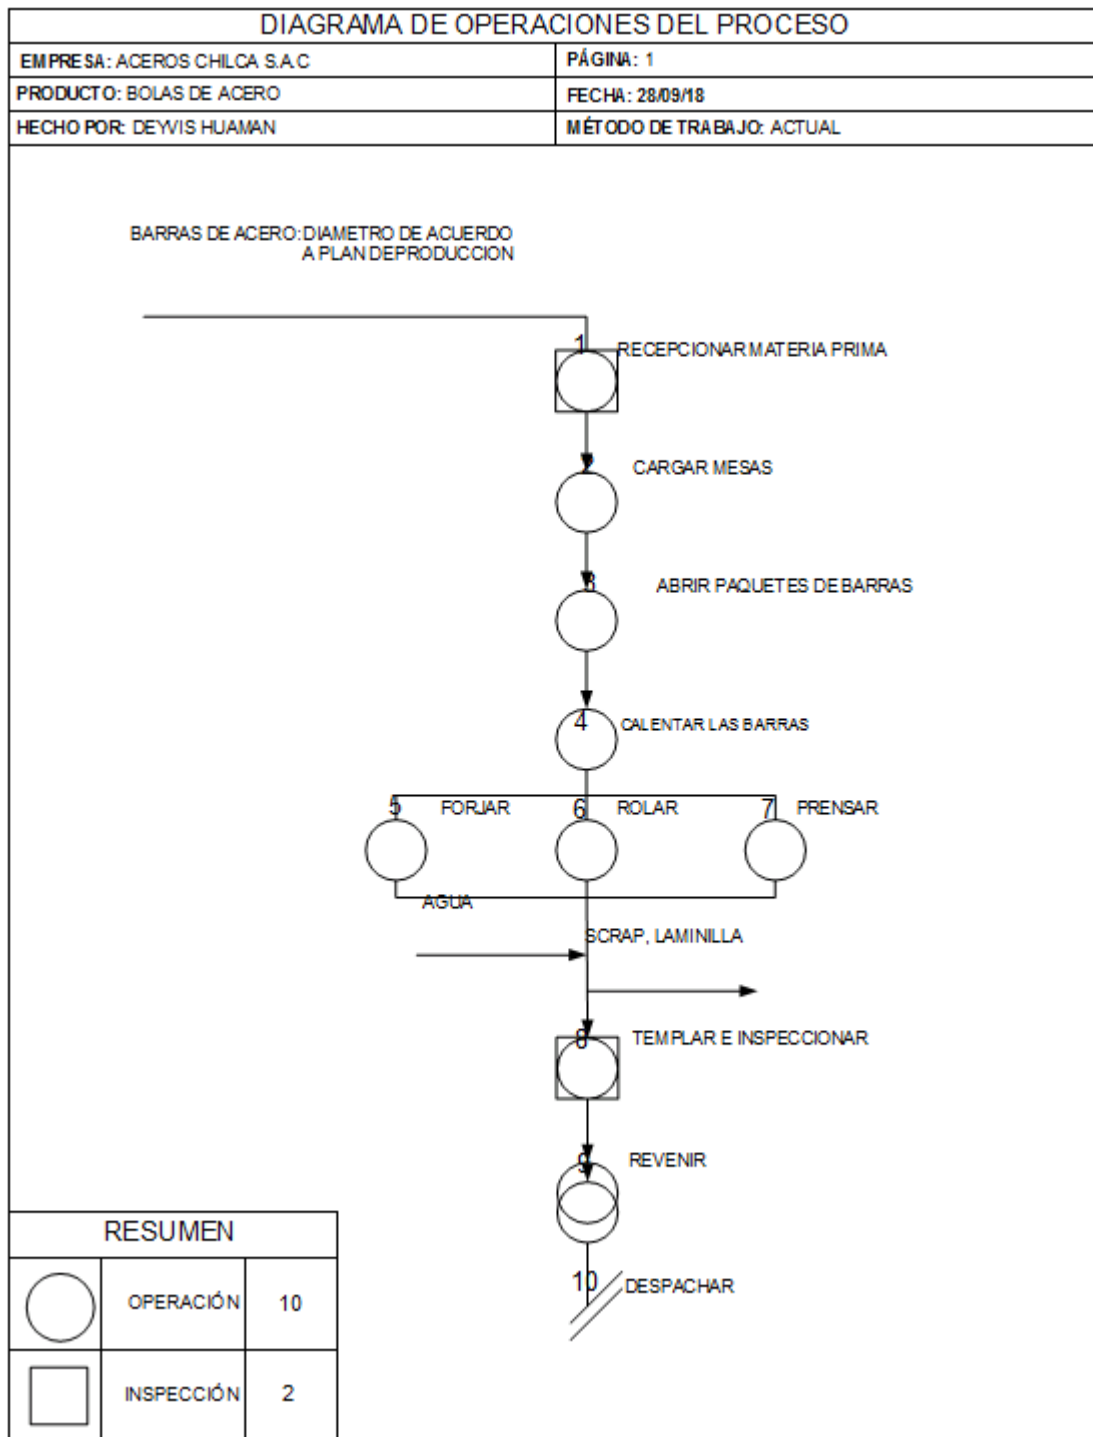 DIAGRAMA DE OPERACIONES DEL PROCESO
EMPRESA: ACEROS CHILCA S.A.C
PÁGINA: 1
PRODUCTO: BOLAS DE ACERO
FECHA: 28/09/18
HECHO POR: DEYVIS HUAMAN
MÉTODO DE TRABAJO: ACTUAL
BARRAS DE ACERO: DIAMETRO DE ACUERDO
A PLAN DE PRODUCCION
1 RECEPCIONAR MATERIA PRIMA
2 CARGAR MESAS
3 ABRIR PAQUETES DE BARRAS
4 CALENTAR LAS BARRAS
5 FORJAR
6 ROLAR
7 PRENSAR
AGUA
SCRAP, LAMINILLA
8 TEMPLAR E INSPECCIONAR
9 REVENIR
10 DESPACHAR
RESUMEN
OPERACIÓN 10
INSPECCIÓN 2